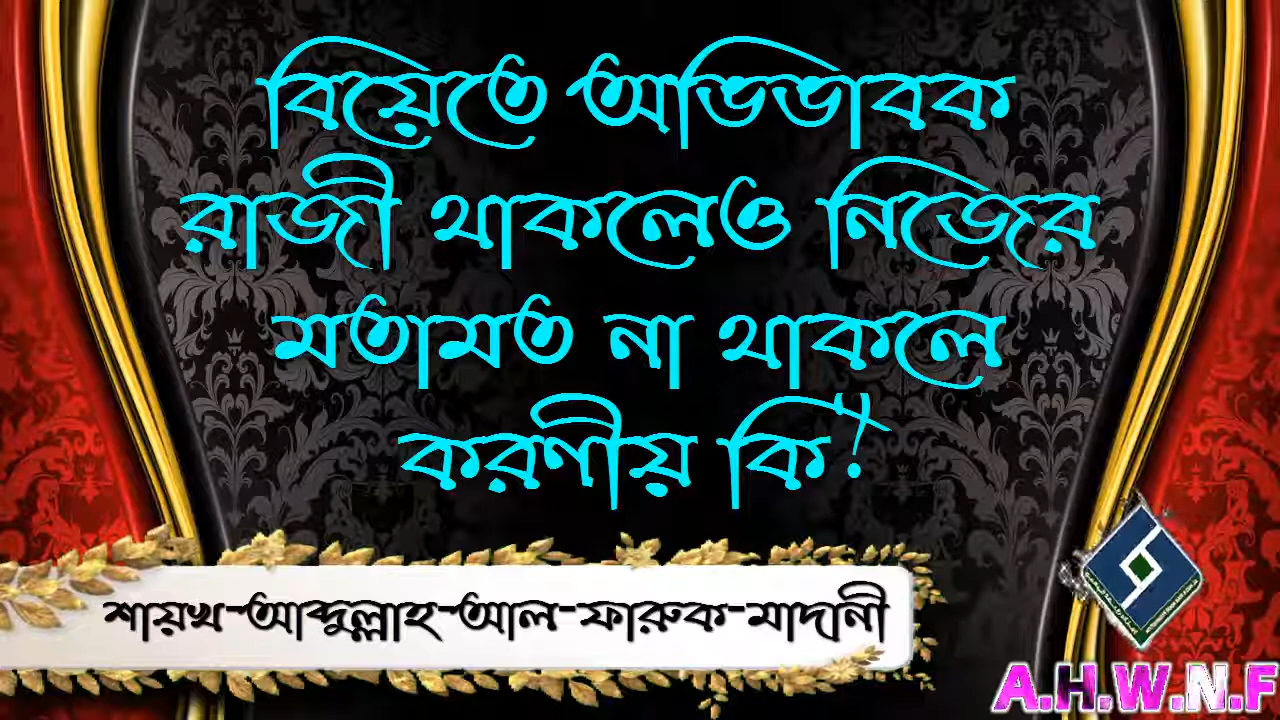 বিয়েতে অভিভাবক
রাজী থাকলেও নিজের
মতামত না থাকলে
করণীয় কি?
শায়খ-আব্দুল্লাহ-আল-ফারুক-মাদানী
A.H.W.N.F